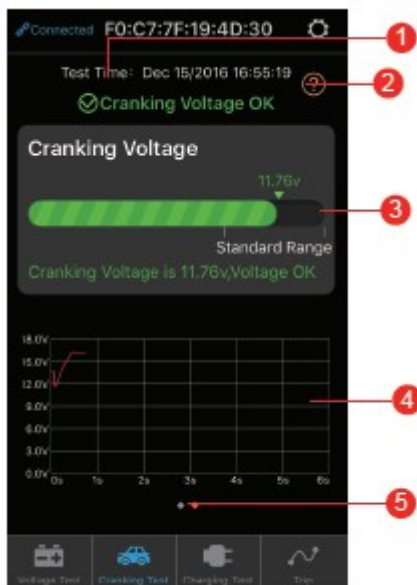 Connected F0:C7:7F:19:4D:30
1
Test Time: Dec 15/2016 16:55:19
2
?
Cranking Voltage OK
Cranking Voltage
11.76v
3
Standard Range
Cranking Voltage is 11.76v,Voltage OK
18.0V
15.0V
12.0V
9.0V
6.0V
3.0V
0.0V
4
0s 1s 2s 3s 4s 5s 6s
5
Voltage Test Cranking Test Charging Test Trip